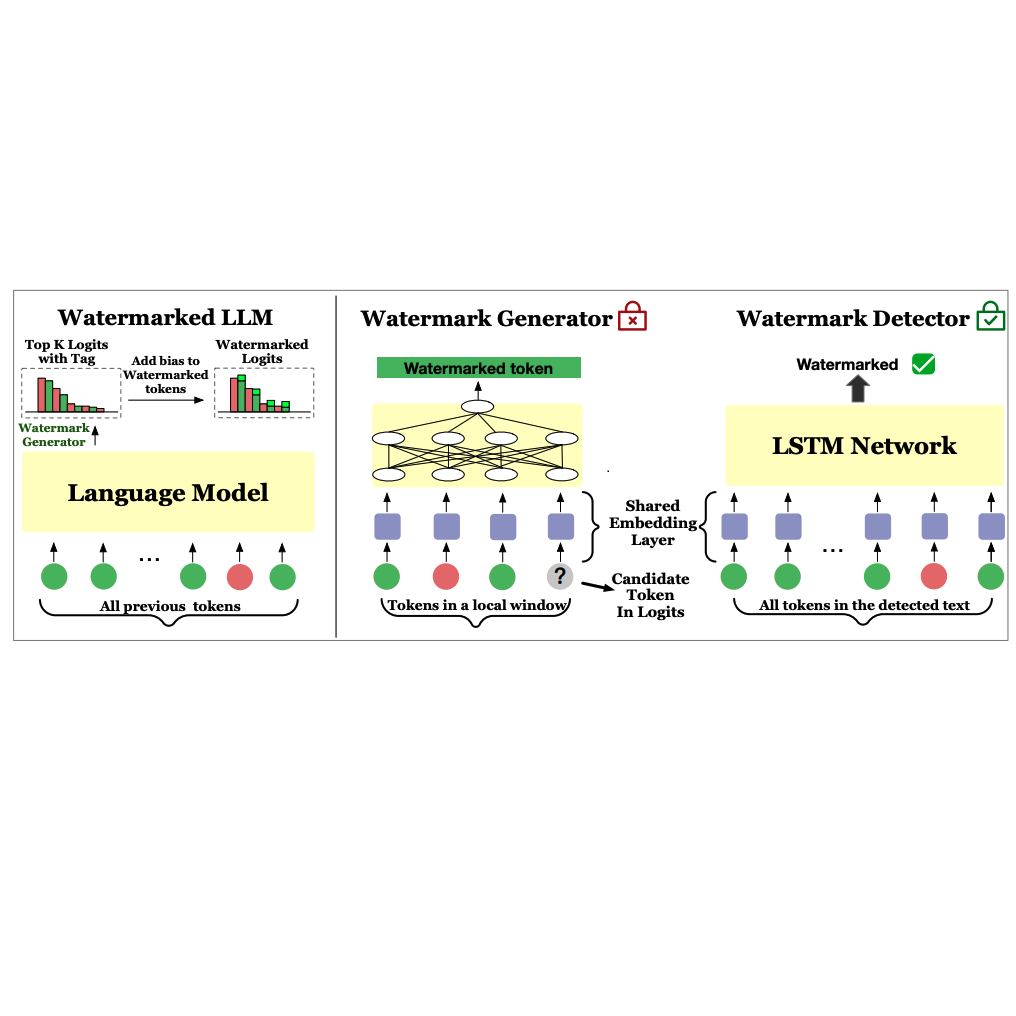 Watermarked LLM
Top K Logits
with Tag
Add bias to
Watermarked
tokens
Watermarked
Logits
Watermark
Generator
Language Model
...
All previous tokens
Watermark Generator
Watermarked token
?
Tokens in a local window
Shared
Embedding
Layer
Candidate
Token
In Logits
Watermark Detector
Watermarked
LSTM Network
...
All tokens in the detected text